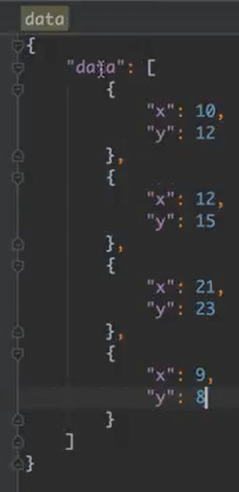 data
{
"data": [
{
"x": 10,
"y": 12
},
{
"x": 12,
"y": 15
},
{
"x": 21,
"y": 23
},
{
"x": 9,
"y": 8
}
]
}